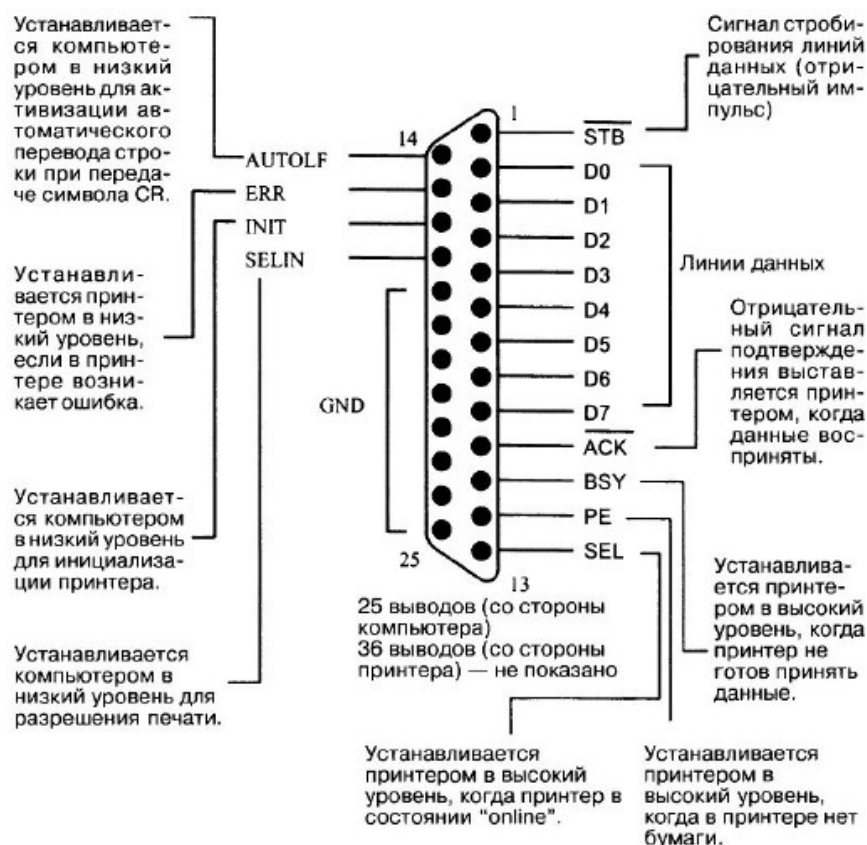 Устанавливает-
ся компьюте-
ром в низкий
уровень для ак-
тивизации ав-
томатического
перевода стро-
ки при переда-
че символа CR.
Устанавли-
вается прин-
тером в низ-
кий уровень,
если в прин-
тере возни-
кает ошибка.
Устанавливает-
ся компьютером
в низкий уровень
для инициализа-
ции принтера.
Устанавливается
компьютером в
низкий уровень для
разрешения печати.
14
AUTOLF
ERR
INIT
SELIN
GND
25
1
STB
D0
D1
D2
D3
D4
D5
D6
D7
ACK
BSY
PE
SEL
13
25 выводов (со стороны
компьютера)
36 выводов (со стороны
принтера) — не показано
Сигнал строби-
рования линий
данных (отри-
цательный им-
пульс)
Линии данных
Отрицатель-
ный сигнал
подтвержде-
ния выстав-
ляется прин-
тером, когда
данные вос-
приняты.
Устанавлива-
ется принте-
ром в высокий
уровень, когда
принтер не
готов принять
данные.
Устанавливается
принтером в высокий
уровень, когда принтер в
состоянии "online".
Устанавливается
принтером в
высокий уровень,
когда в принтере нет
бумаги.